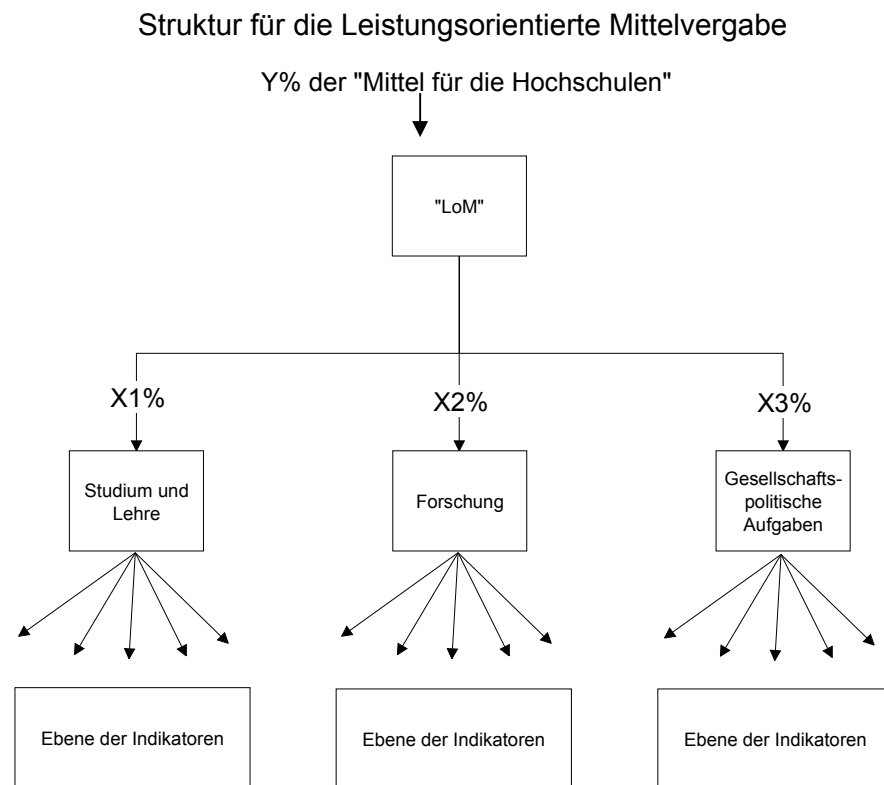 Struktur für die Leistungsorientierte Mittelvergabe
Y% der "Mittel für die Hochschulen"
"LoM"
X1%
X2%
X3%
Studium und
Lehre
Forschung
Gesellschafts-
politische
Aufgaben
Ebene der Indikatoren
Ebene der Indikatoren
Ebene der Indikatoren